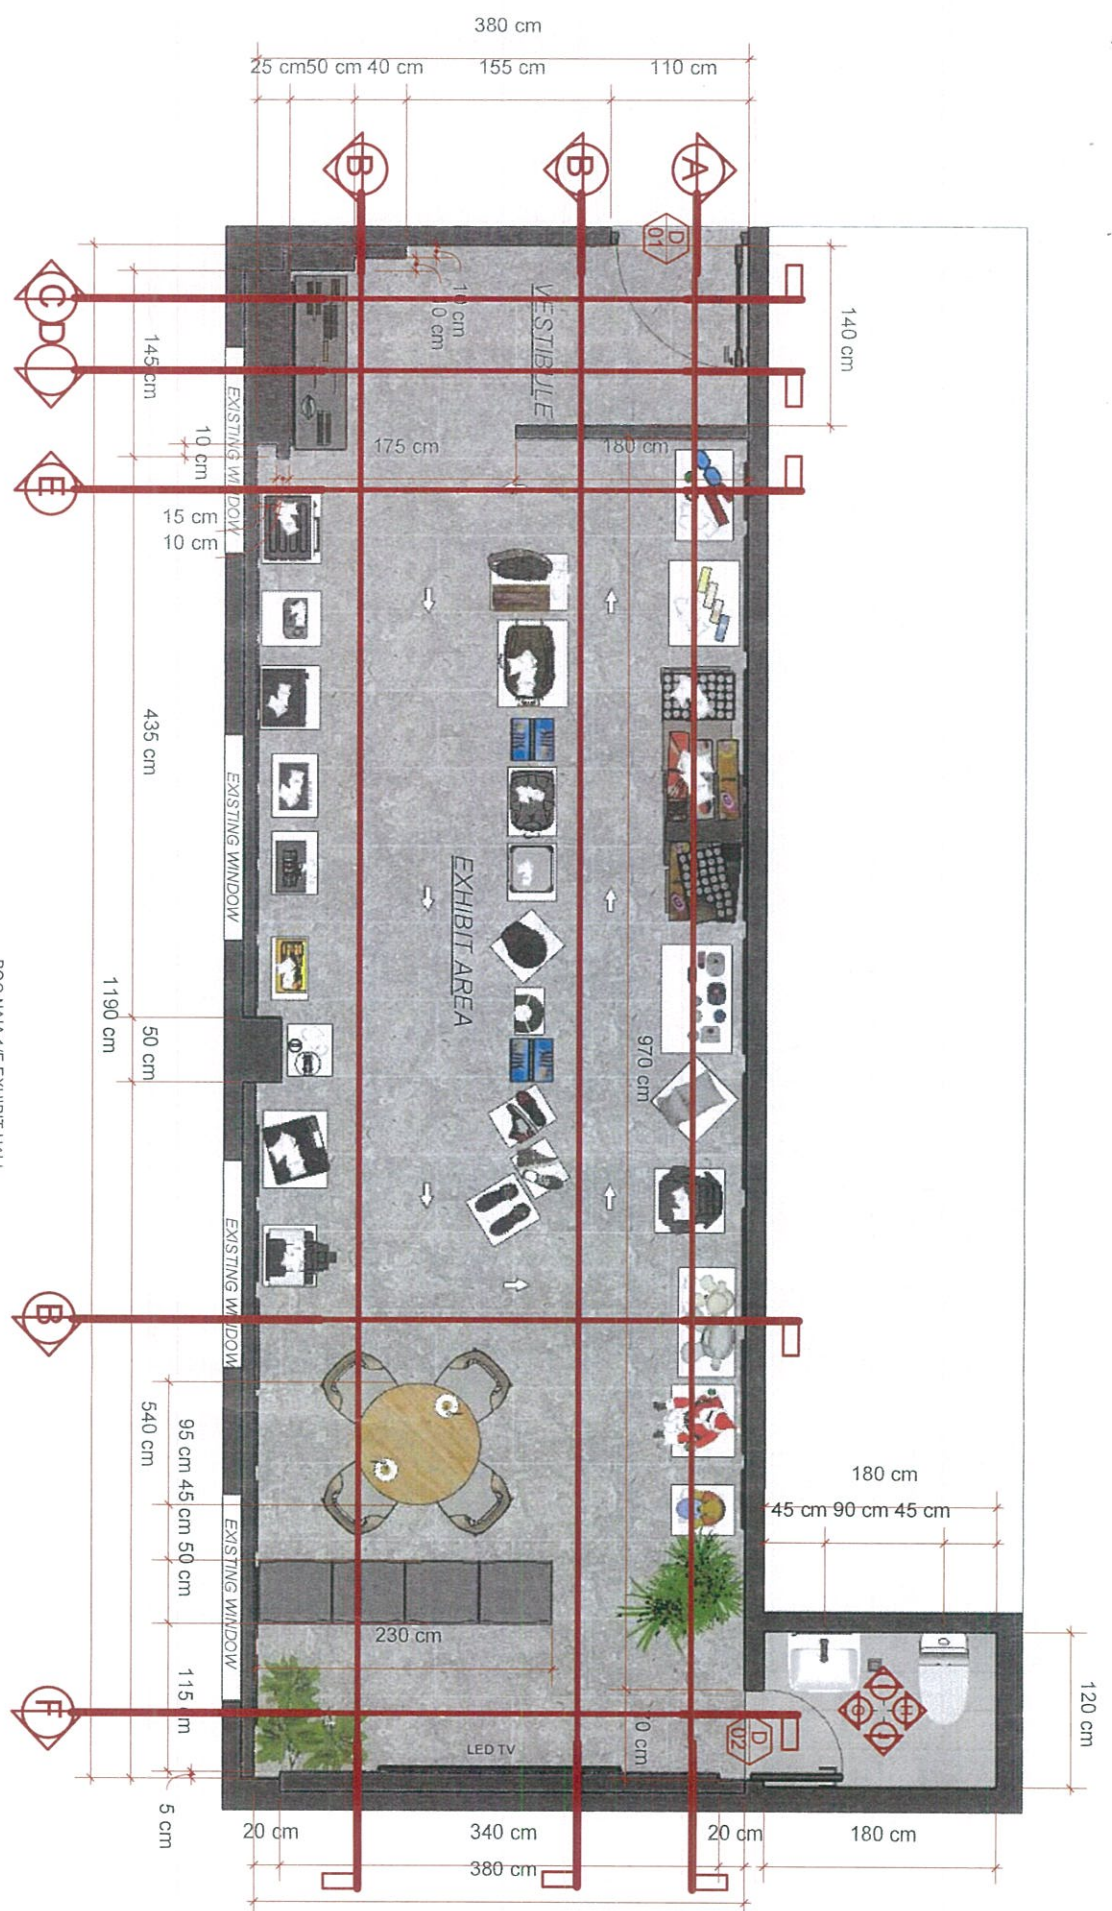 380 cm
25 cm 50 cm 40 cm 155 cm 110 cm
B B A
D
01
C
D
E
140 cm
145 cm
10 cm
10 cm
VESTIBULE
EXISTING WINDOW
175 cm
180 cm
10 cm
15 cm
10 cm
435 cm
EXISTING WINDOW
EXHIBIT AREA
970 cm
1190 cm
50 cm
EXISTING WINDOW
B
540 cm
95 cm 45 cm 50 cm
180 cm
45 cm 90 cm 45 cm
EXISTING WINDOW
230 cm
115 cm
120 cm
F
LED TV
D
02
H
J
5 cm
20 cm 340 cm 20 cm 180 cm
380 cm